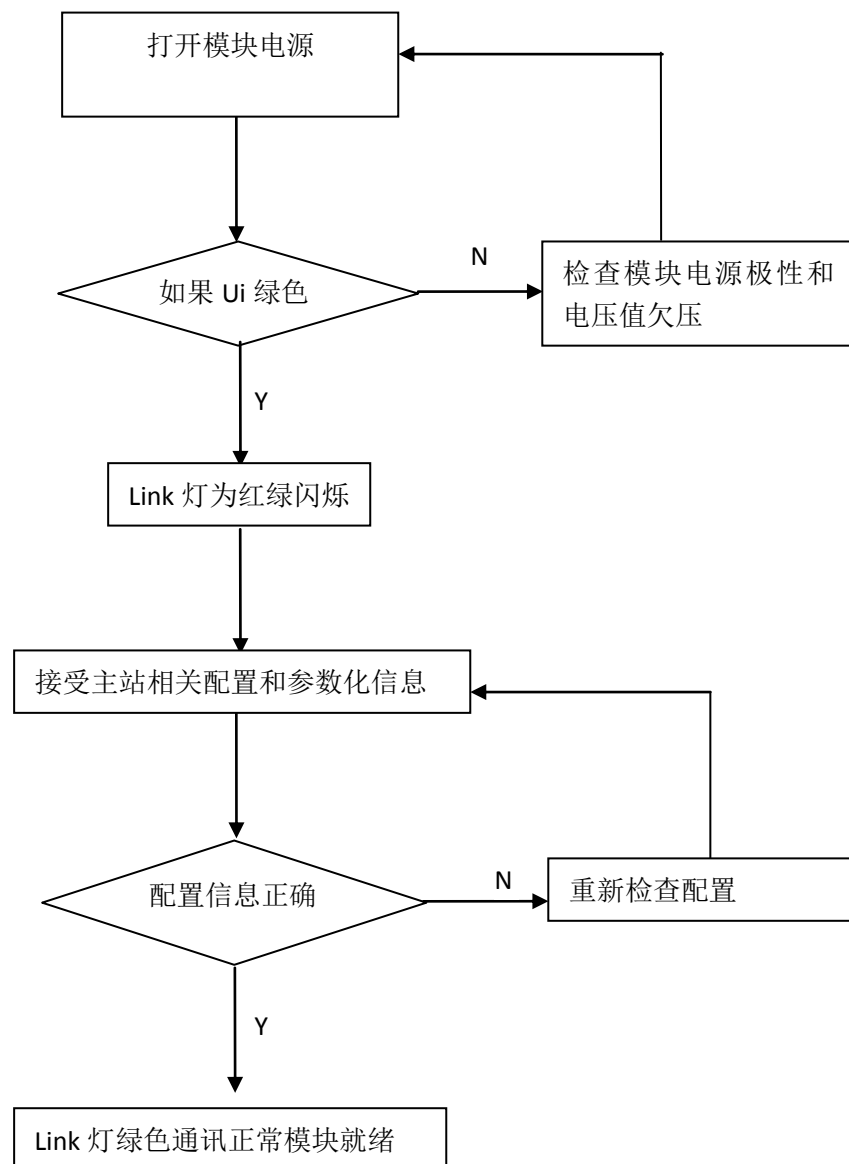 打开模块电源
如果 Ui 绿色
N
检查模块电源极性和
电压值欠压
Y
Link 灯为红绿闪烁
接受主站相关配置和参数化信息
配置信息正确
N
重新检查配置
Y
Link 灯绿色通讯正常模块就绪